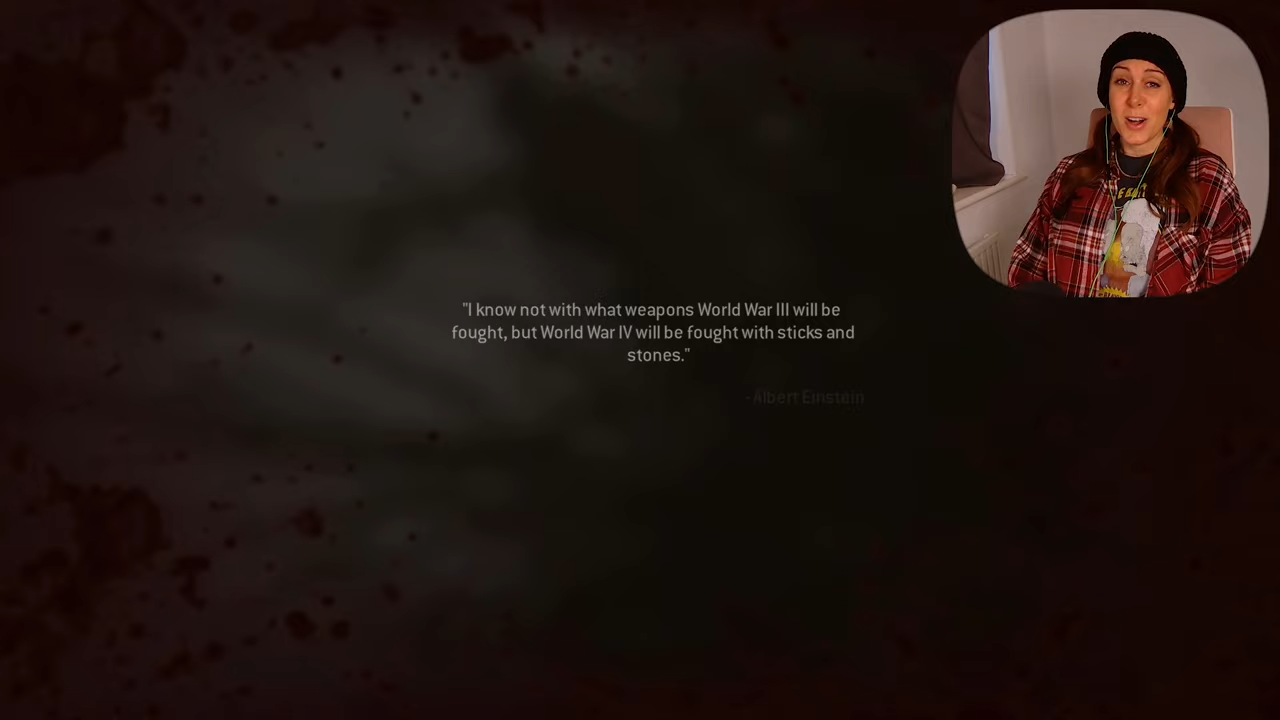 "I know not with what weapons World War III will be
fought, but World War IV will be fought with sticks and
stones."
- Albert Einstein